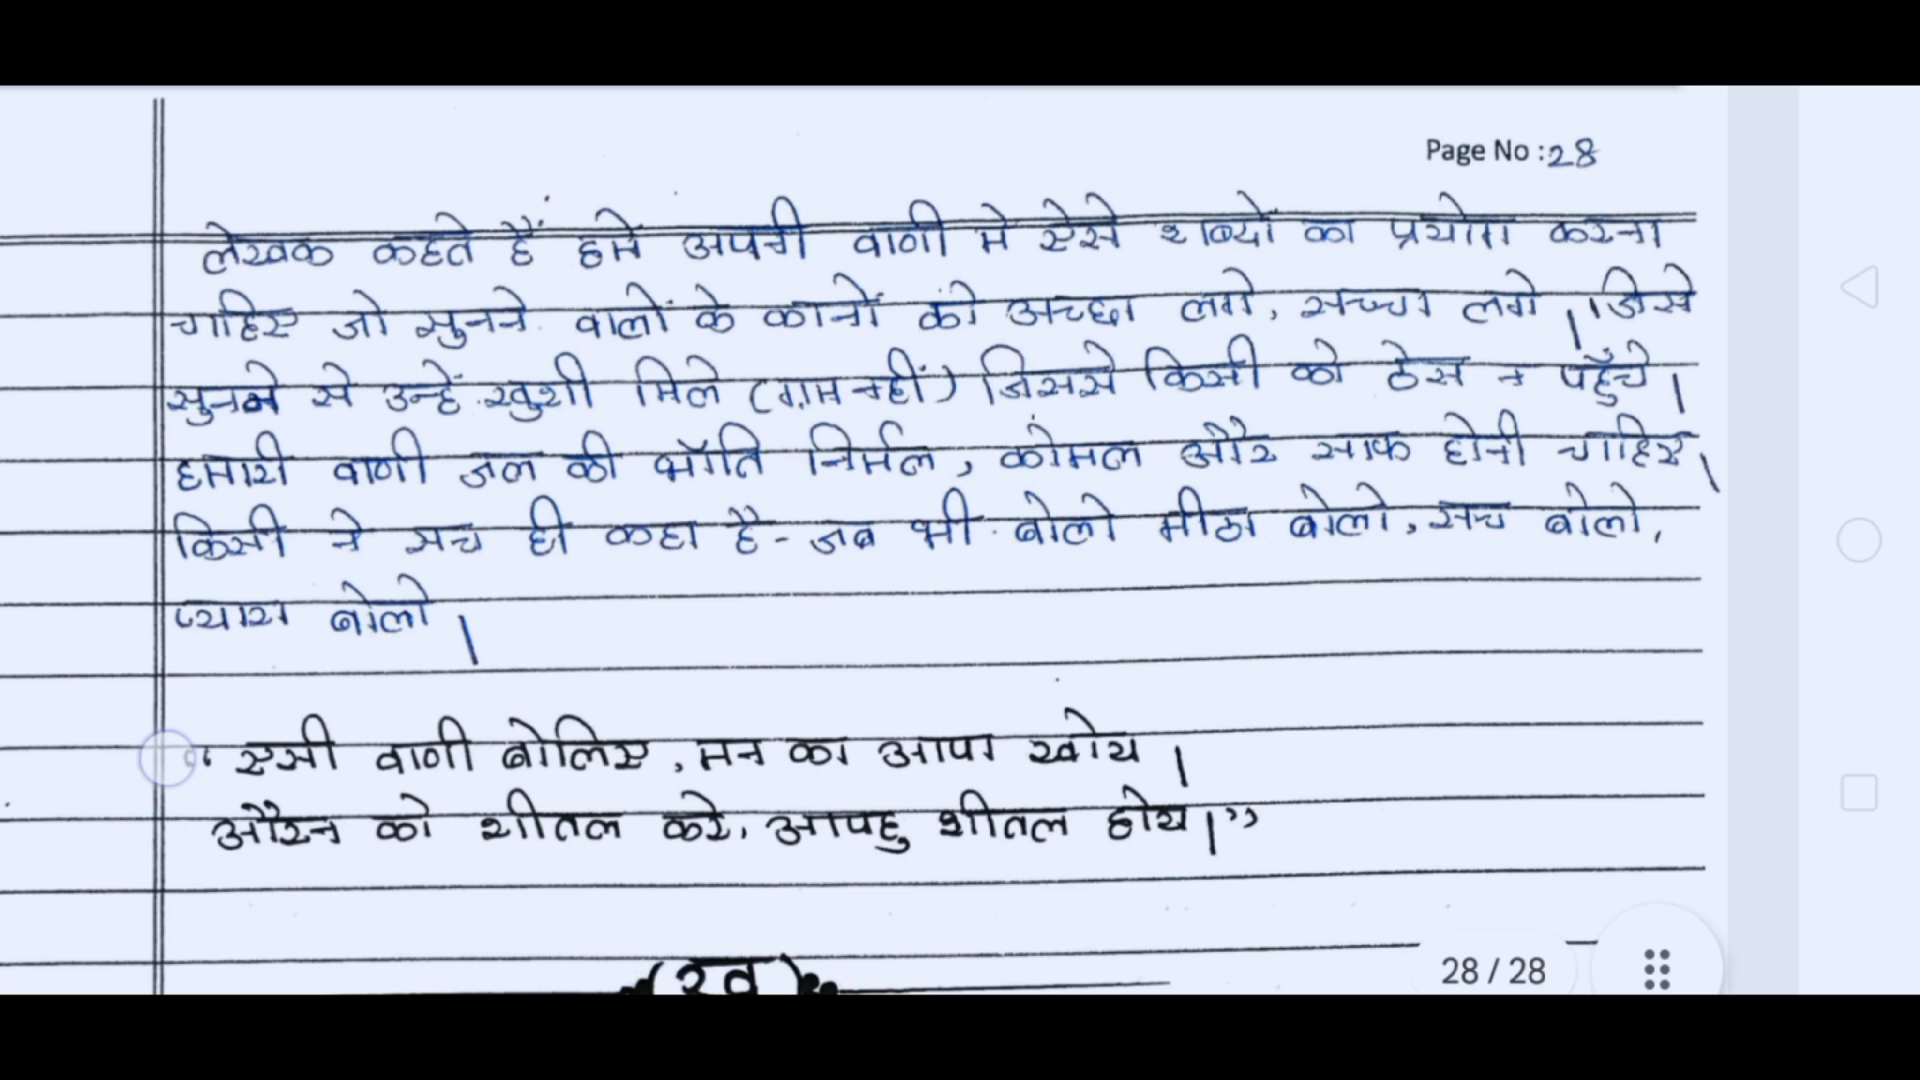 Page No :28
लेखक कहते हैं हमे अपनी वाणी मे ऐसे शब्दों का प्रयोग करना
चाहिए जो सुनने वालों के कानों को अच्छा लगे, सच्चा लगे । जिसे
सुनने से उन्हें खुशी मिले (ग़म नहीं) जिससे किसी को ठेस न पहुँचे ।
हमारी वाणी जल की भाँति निर्मल, कोमल और साफ होनी चाहिए ।
किसी ने सच ही कहा है - जब भी बोलो मीठा बोलो, सच बोलो,
प्यारा बोलो ।
“ एसी वाणी बोलिए, मन का आपा खोय ।
औरन को शीतल करे, आपहु शीतल होय ।”
28 / 28